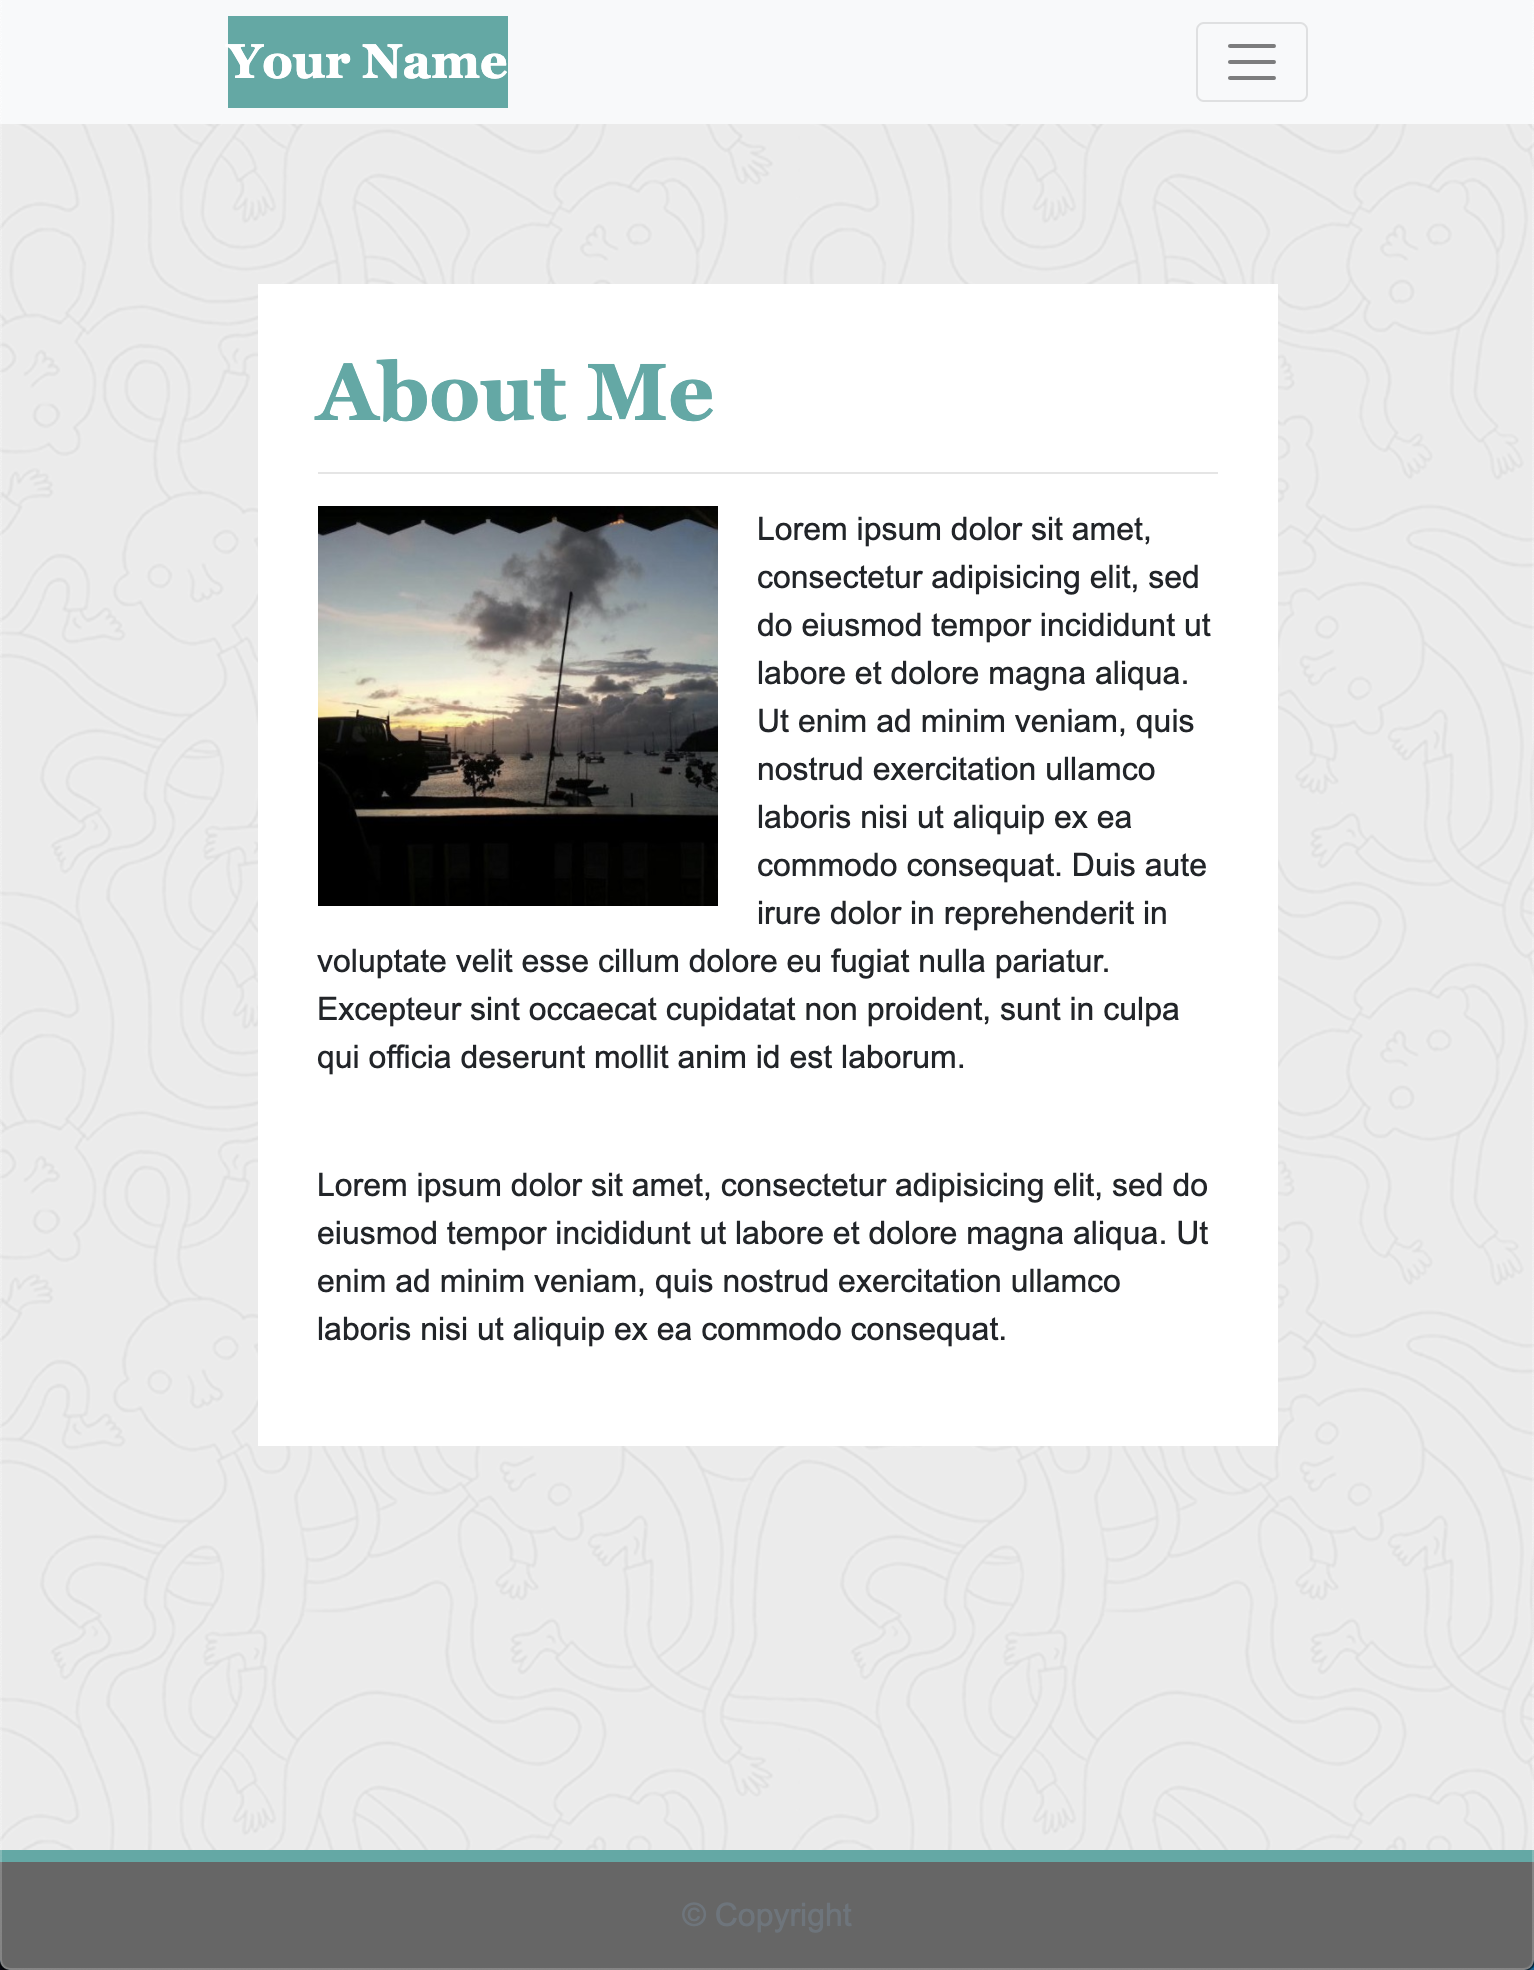 Your Name
About Me
Lorem ipsum dolor sit amet,
consectetur adipisicing elit, sed
do eiusmod tempor incididunt ut
labore et dolore magna aliqua.
Ut enim ad minim veniam, quis
nostrud exercitation ullamco
laboris nisi ut aliquip ex ea
commodo consequat. Duis aute
irure dolor in reprehenderit in
voluptate velit esse cillum dolore eu fugiat nulla pariatur.
Excepteur sint occaecat cupidatat non proident, sunt in culpa
qui officia deserunt mollit anim id est laborum.
Lorem ipsum dolor sit amet, consectetur adipisicing elit, sed do
eiusmod tempor incididunt ut labore et dolore magna aliqua. Ut
enim ad minim veniam, quis nostrud exercitation ullamco
laboris nisi ut aliquip ex ea commodo consequat.
© Copyright